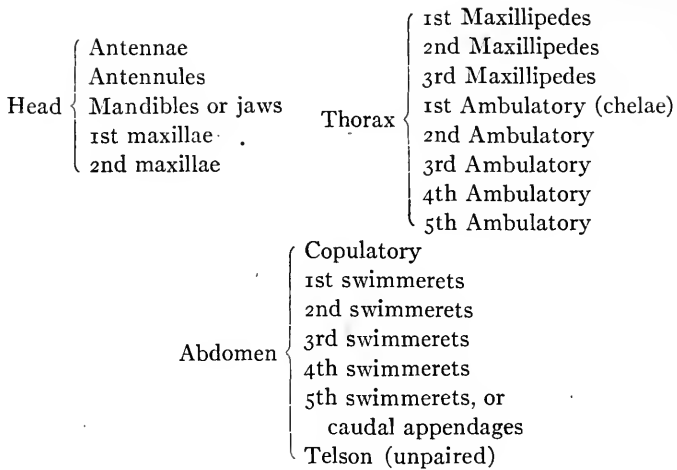 Head
Antennae
Antennules
Mandibles or jaws
1st maxillae
2nd maxillae
Thorax
1st Maxillipedes
2nd Maxillipedes
3rd Maxillipedes
1st Ambulatory (chelae)
2nd Ambulatory
3rd Ambulatory
4th Ambulatory
5th Ambulatory
Abdomen
Copulatory
1st swimmerets
2nd swimmerets
3rd swimmerets
4th swimmerets
5th swimmerets, or
caudal appendages
Telson (unpaired)